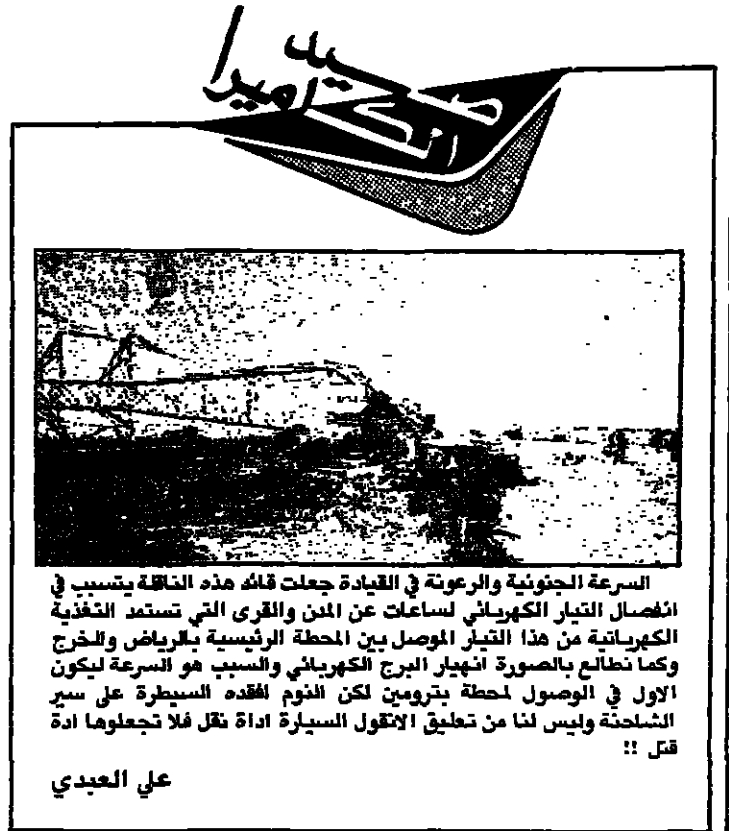 صيد
الكاميرا
السرعة الجنونية والرعونة في القيادة جعلت قائد هذه الناقلة يتسبب في
انفصال التيار الكهربائي لساعات عن المدن والقرى التي تستمد التغذية
الكهربائية من هذا التيار الموصل بين المحطة الرئيسية بالرياض والخرج
وكما نطالع بالصورة انهيار البرج الكهربائي والسبب هو السرعة ليكون
الاول في الوصول لمحطة بترومين لكن النوم افقده السيطرة على سير
الشاحنة وليس لنا من تعليق الانقول السيارة اداة نقل فلا تجعلوها ادة
قتل !!
علي العبدي